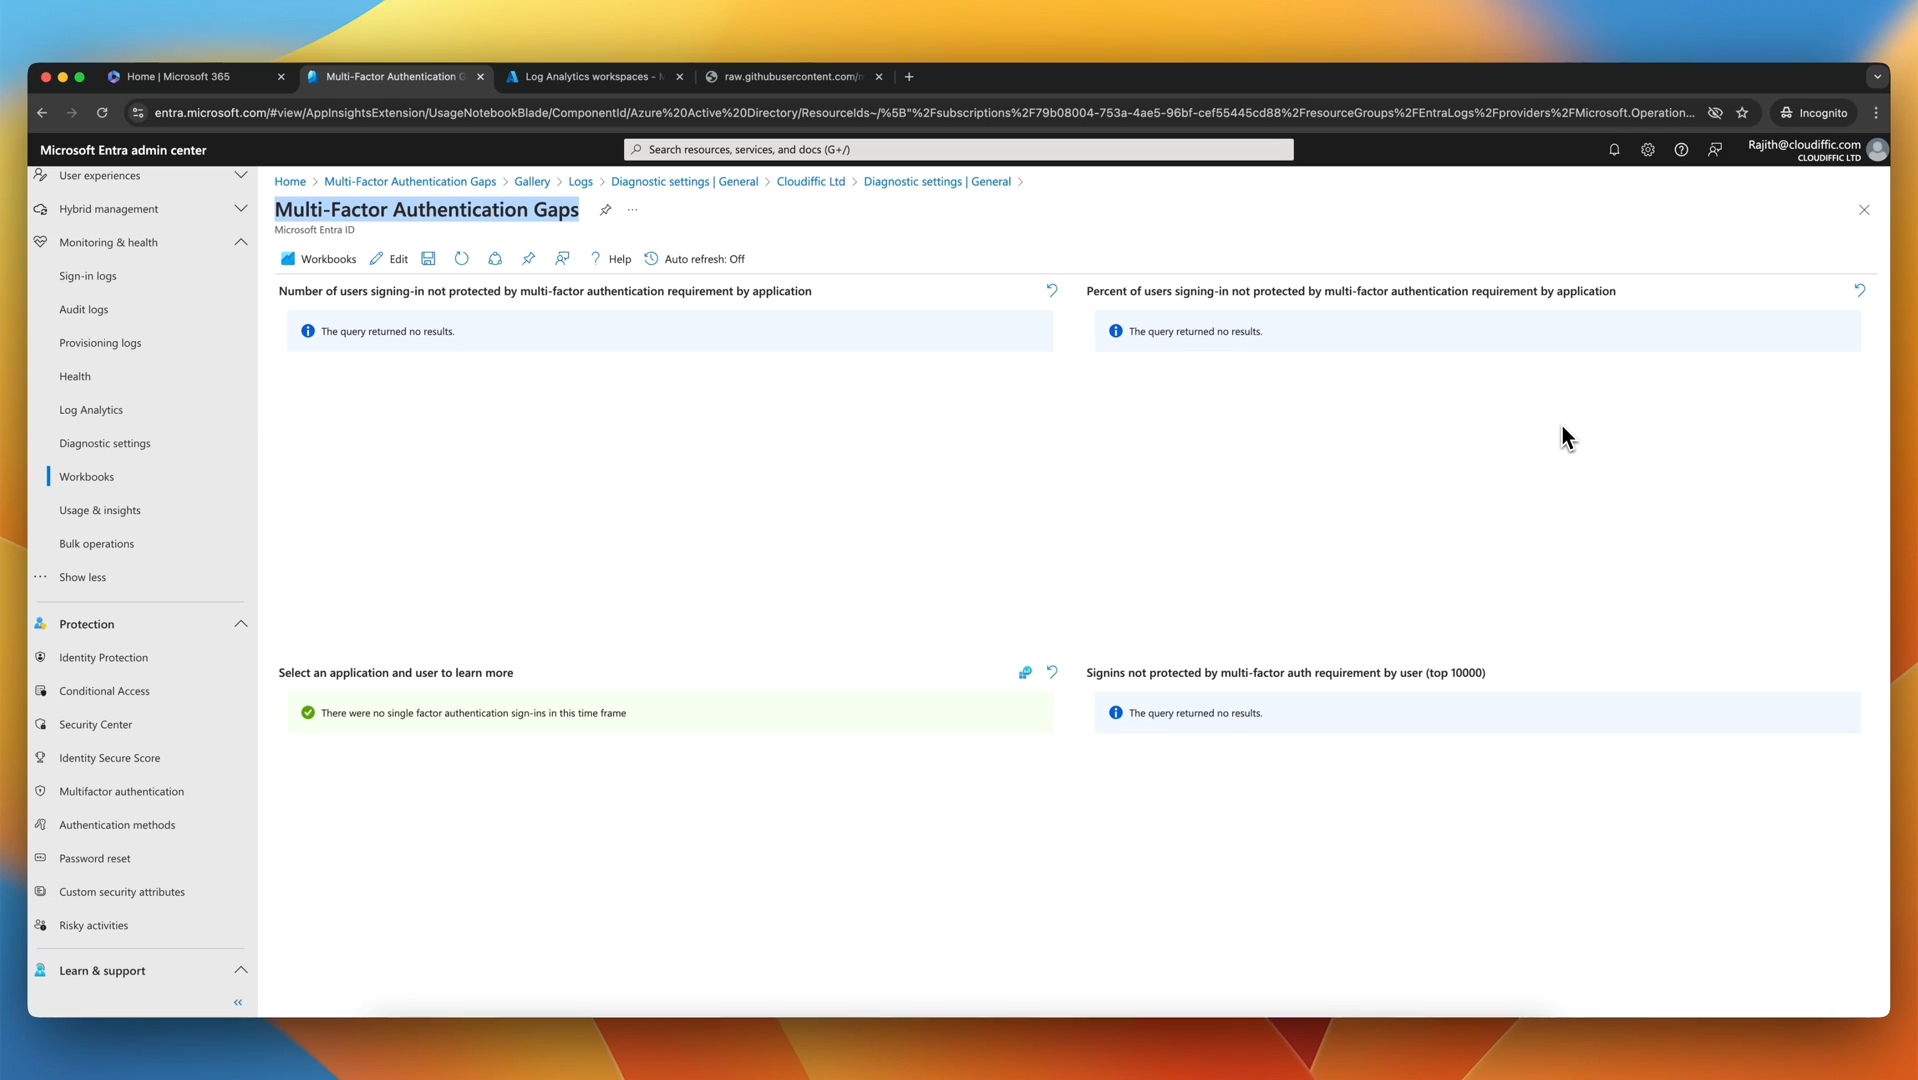 Home | Microsoft 365
Multi-Factor Authentication G
Log Analytics workspaces - M
raw.githubusercontent.com/m
entra.microsoft.com/#view/AppInsightsExtension/UsageNotebookBlade/ComponentId/Azure%20Active%20Directory/ResourceIds~/%5B"%2Fsubscriptions%2F79b08004-753a-4ae5-96bf-cef55445cd88%2FresourceGroups%2FEntraLogs%2Fproviders%2FMicrosoft.Operation...
Incognito
Microsoft Entra admin center
Search resources, services, and docs (G+/)
Rajith@cloudiffic.com
CLOUDIFFIC LTD
User experiences
Hybrid management
Monitoring & health
Sign-in logs
Audit logs
Provisioning logs
Health
Log Analytics
Diagnostic settings
Workbooks
Usage & insights
Bulk operations
Show less
Protection
Identity Protection
Conditional Access
Security Center
Identity Secure Score
Multifactor authentication
Authentication methods
Password reset
Custom security attributes
Risky activities
Learn & support
Home > Multi-Factor Authentication Gaps > Gallery > Logs > Diagnostic settings | General > Cloudiffic Ltd > Diagnostic settings | General >
Multi-Factor Authentication Gaps
Microsoft Entra ID
Workbooks Edit Help Auto refresh: Off
Number of users signing-in not protected by multi-factor authentication requirement by application
The query returned no results.
Percent of users signing-in not protected by multi-factor authentication requirement by application
The query returned no results.
Select an application and user to learn more
There were no single factor authentication sign-ins in this time frame
Signins not protected by multi-factor auth requirement by user (top 10000)
The query returned no results.